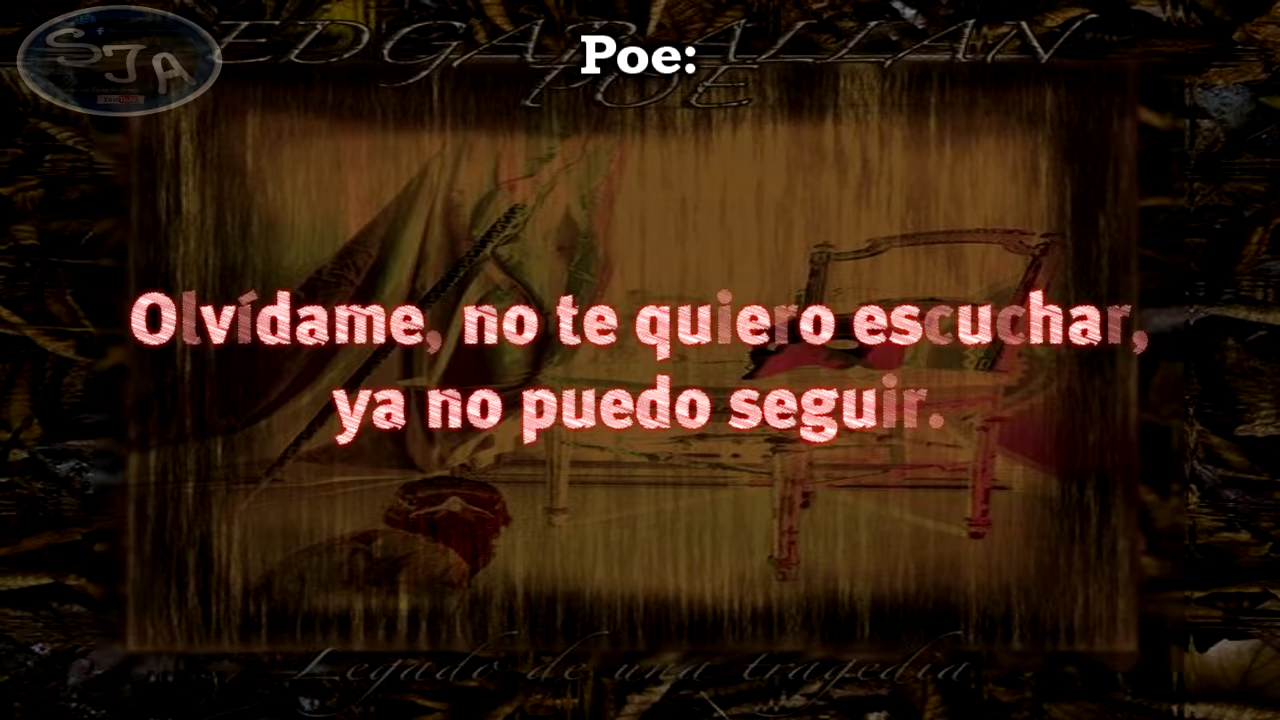 SJA
EDGAR ALLAN
POE
Poe:
Olvídame, no te quiero escuchar,
ya no puedo seguir.
Legado de una tragedia